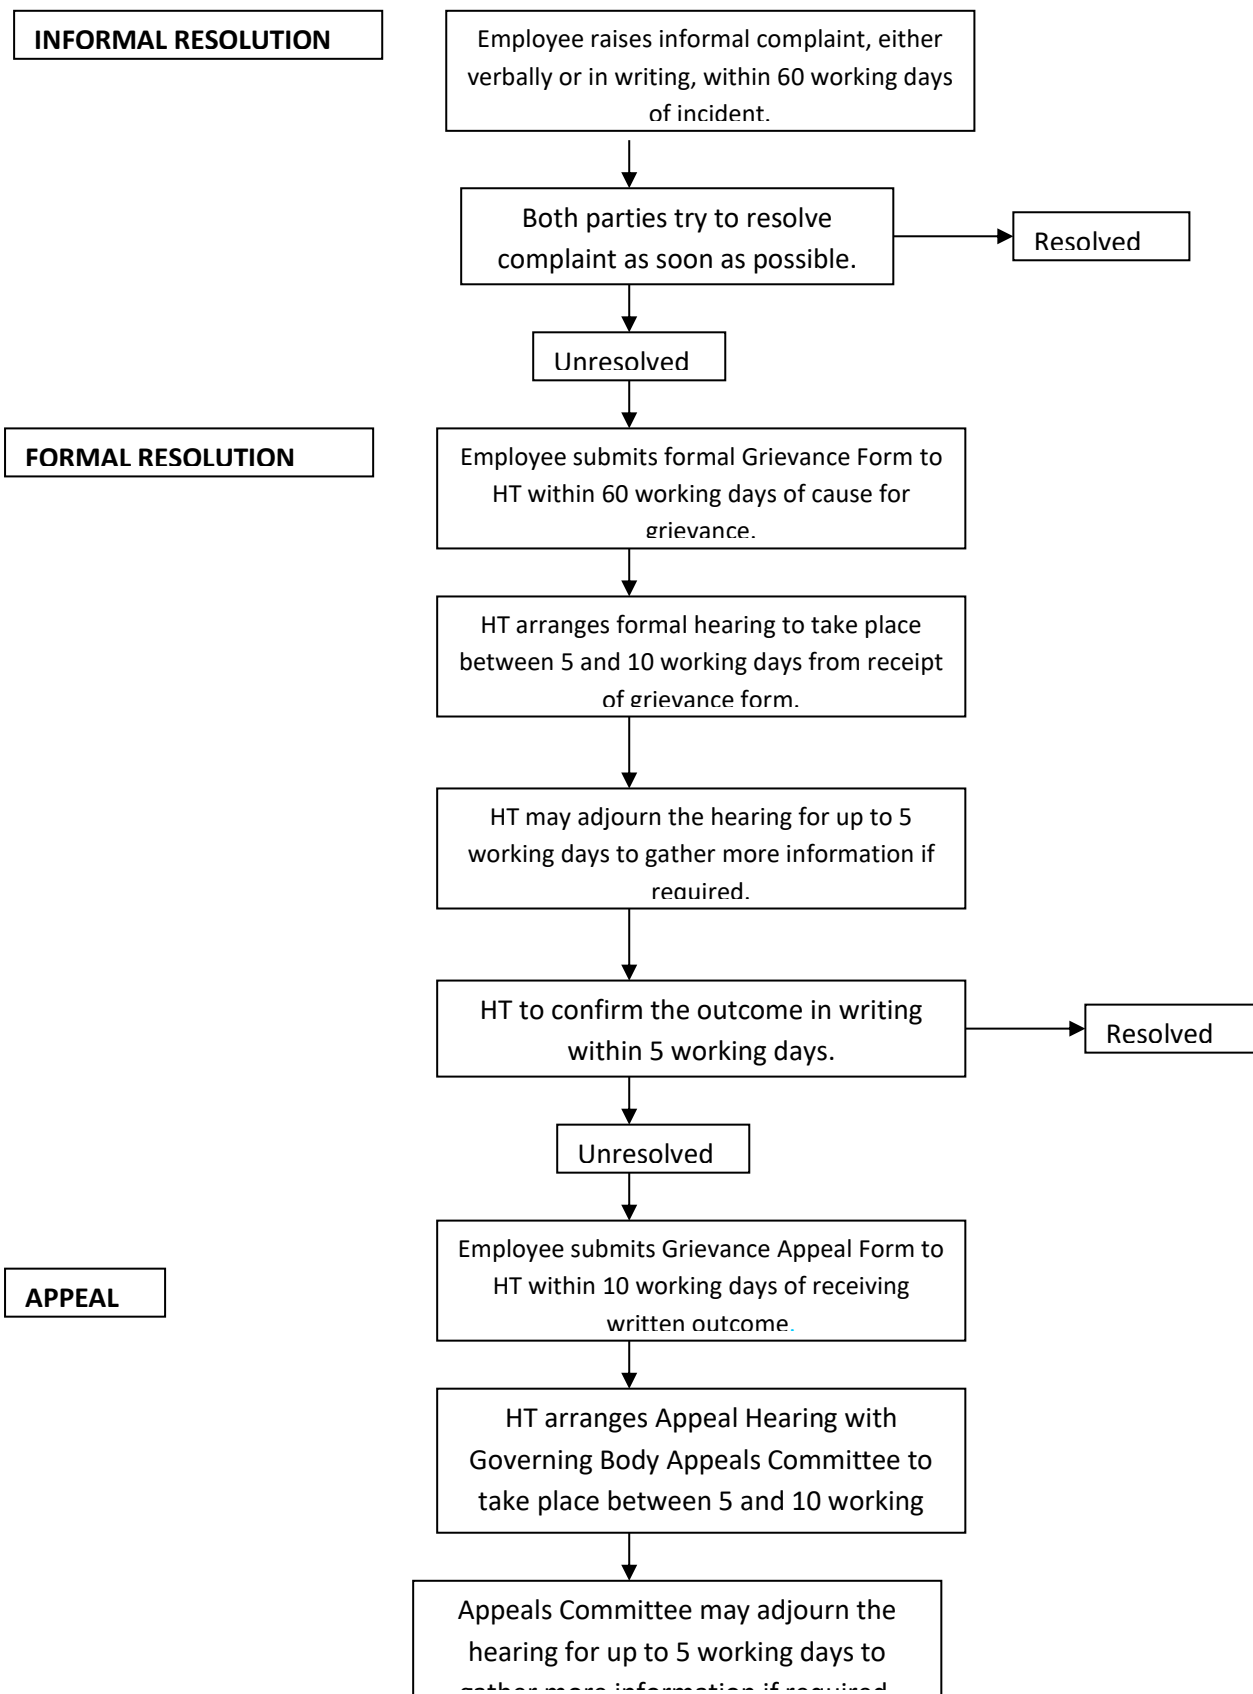 INFORMAL RESOLUTION
Employee raises informal complaint, either
verbally or in writing, within 60 working days
of incident.
Both parties try to resolve
complaint as soon as possible.
Resolved
Unresolved
FORMAL RESOLUTION
Employee submits formal Grievance Form to
HT within 60 working days of cause for
grievance.
HT arranges formal hearing to take place
between 5 and 10 working days from receipt
of grievance form.
HT may adjourn the hearing for up to 5
working days to gather more information if
required.
HT to confirm the outcome in writing
within 5 working days.
Resolved
Unresolved
Employee submits Grievance Appeal Form to
HT within 10 working days of receiving
written outcome.
APPEAL
HT arranges Appeal Hearing with
Governing Body Appeals Committee to
take place between 5 and 10 working
Appeals Committee may adjourn the
hearing for up to 5 working days to
gather more information if required